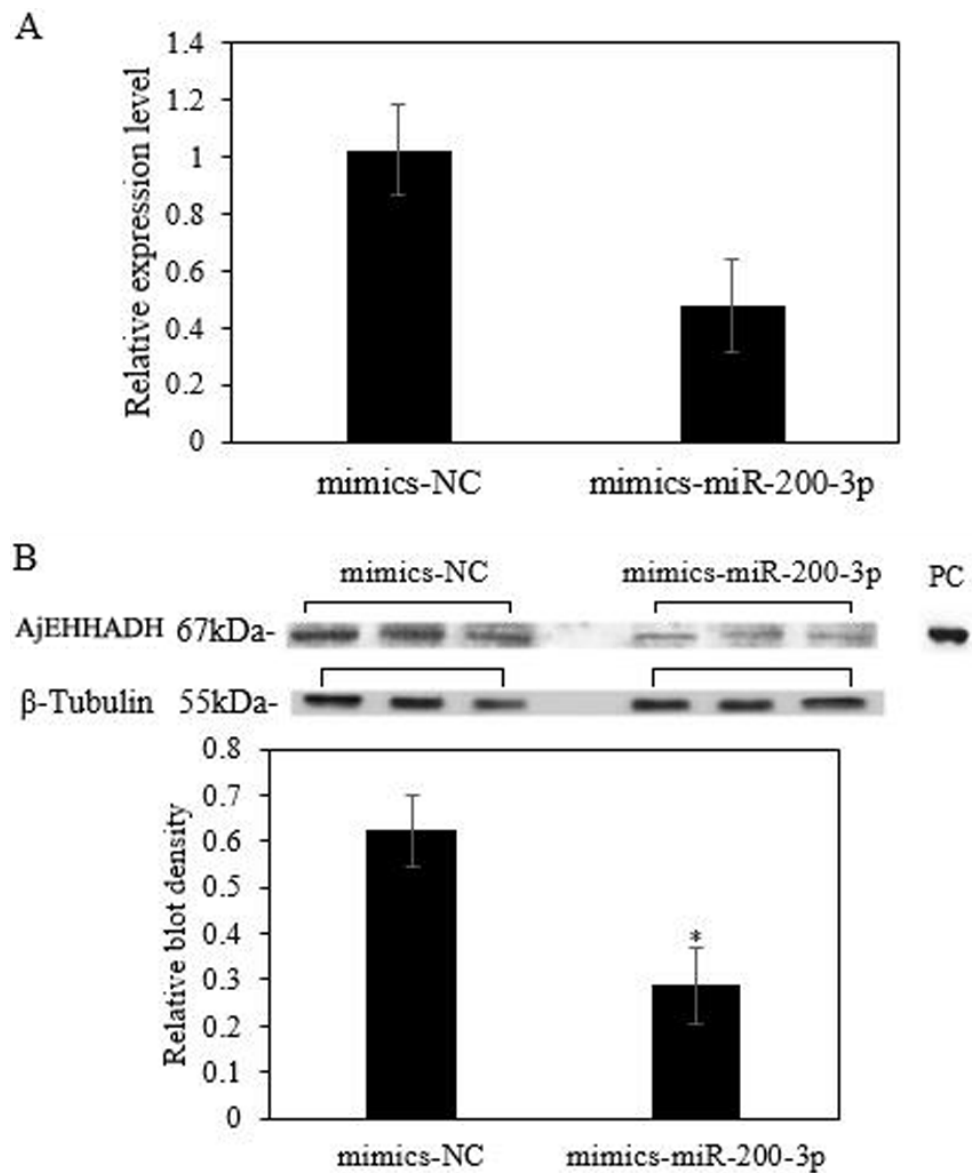 A
1.4
1.2
1
0.8
0.6
0.4
0.2
0
Relative expression level
mimics-NC mimics-miR-200-3p
B
mimics-NC mimics-miR-200-3p PC
AjEHHADH 67kDa-
β-Tubulin 55kDa-
0.8
0.7
0.6
0.5
0.4
0.3
0.2
0.1
0
Relative blot density
*
mimics-NC mimics-miR-200-3p